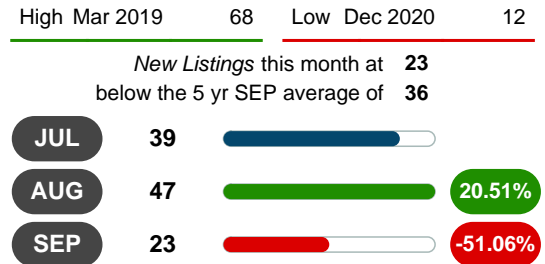 High Mar 2019 68 Low Dec 2020 12
New Listings this month at 23
below the 5 yr SEP average of 36
JUL 39
AUG 47 20.51%
SEP 23 -51.06%